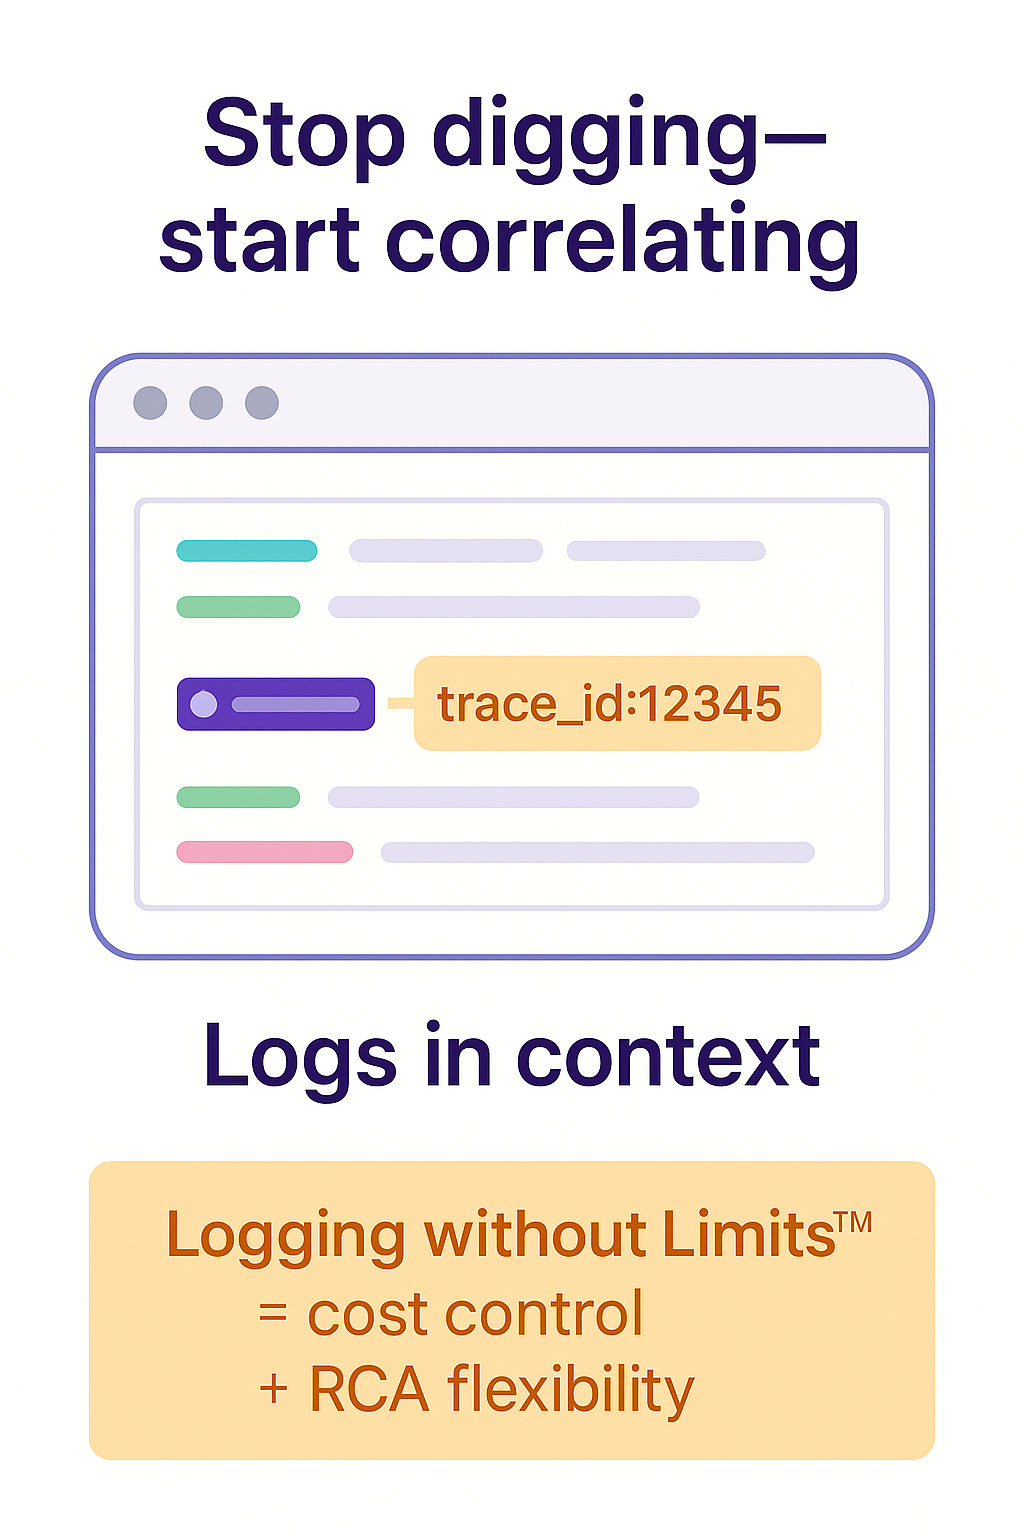 Stop digging—
start correlating
trace_id:12345
Logs in context
Logging without Limits™
= cost control
+ RCA flexibility